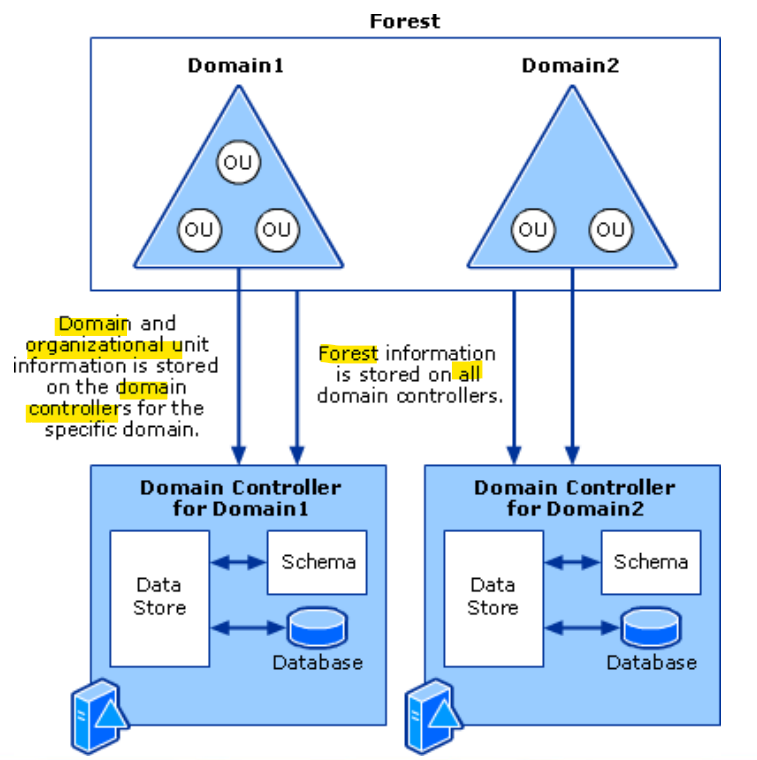 Forest
Domain1
Domain2
OU
OU
OU
OU
OU
Domain and
organizational unit
information is stored
on the domain
controllers for the
specific domain.
Forest information
is stored on all
domain controllers.
Domain Controller
for Domain1
Data
Store
Schema
Database
Domain Controller
for Domain2
Data
Store
Schema
Database